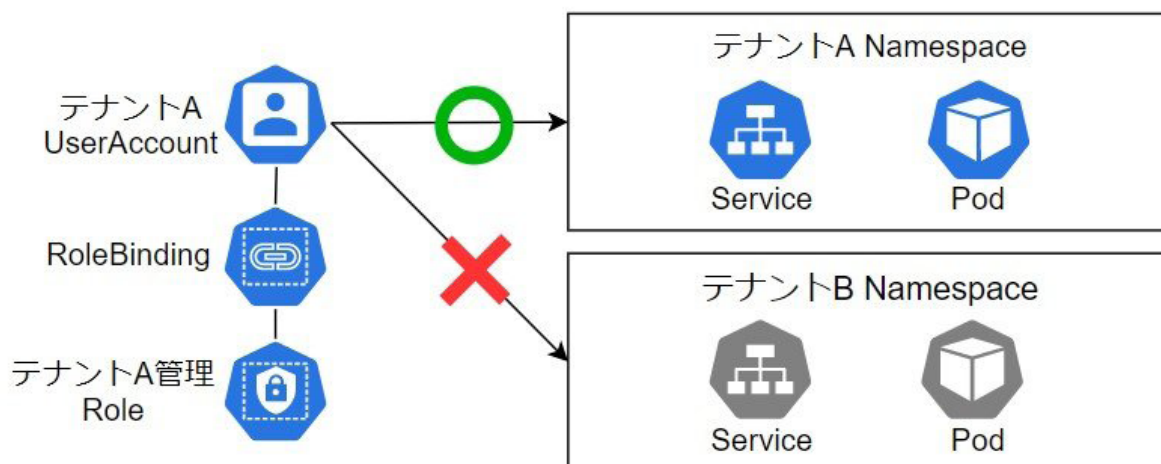 テナントA
UserAccount
RoleBinding
テナントA管理
Role
テナントA Namespace
Service
Pod
テナントB Namespace
Service
Pod